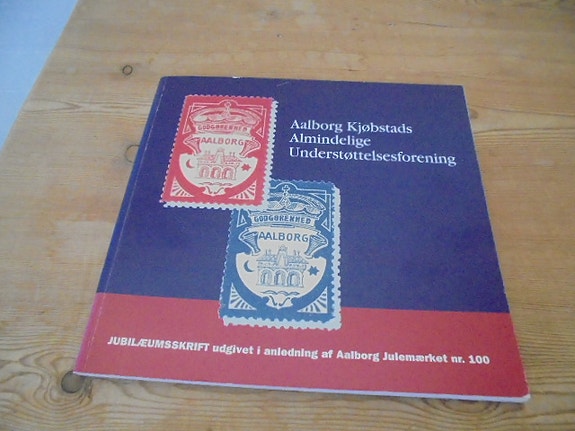 Aalborg Kjøbstads
Almindelige
Understøttelsesforening
GODGØRENHED
AALBORG
GODGØRENHED
AALBORG
JUBILÆUMSSKRIFT udgivet i anledning af Aalborg Julemærket nr. 100